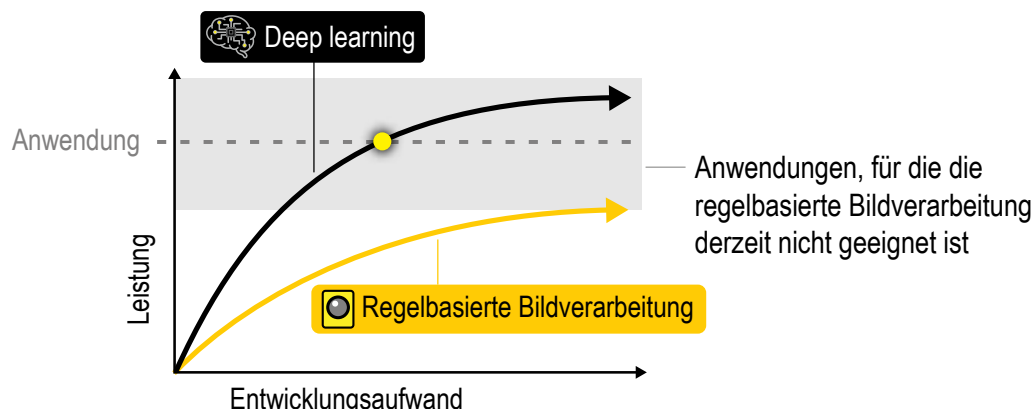 Deep learning
Anwendung
Anwendungen, für die die
regelbasierte Bildverarbeitung
derzeit nicht geeignet ist
Leistung
Regelbasierte Bildverarbeitung
Entwicklungsaufwand